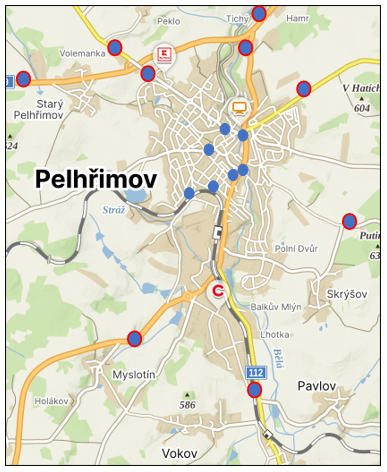 Peklo
Tichý
Hamr
Volemanka
K
Starý
Pelhřimov
V Hatích
604
624
Pelhřimov
Stráž
Putim
Polní Dvůr
63
Skrýšov
C
Balkův Mlýn
Lhotka
Bělá
112
Myslotín
Pavlov
Holákov
586
Vokov